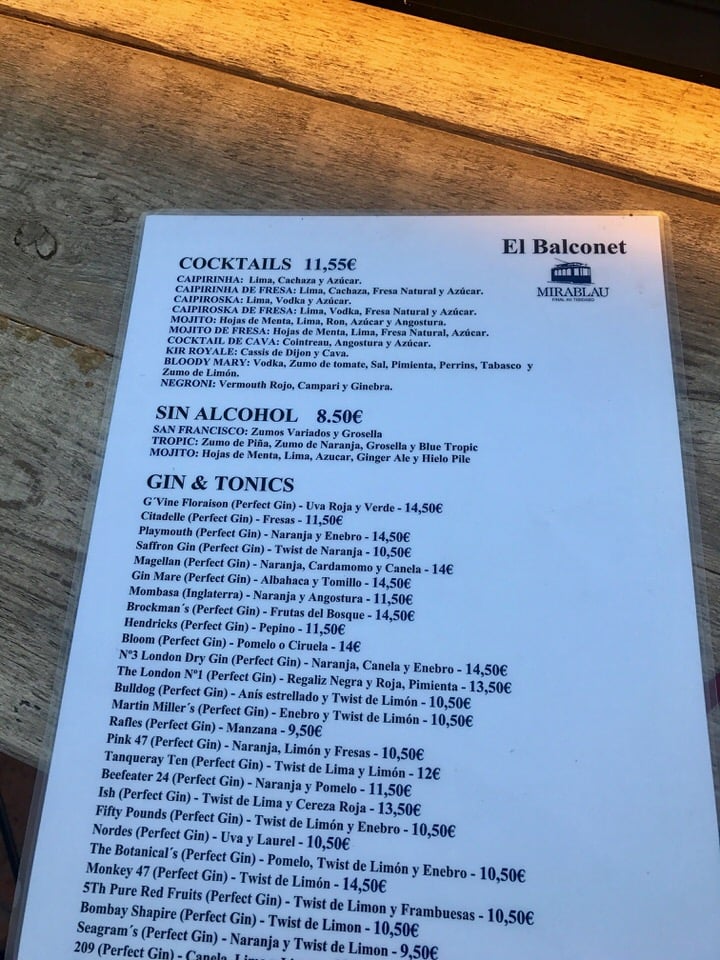 El Balconet
MIRABLAU
FINAL AV TIBIDABO
COCKTAILS 11,55€
CAIPIRINHA: Lima, Cachaza y Azúcar.
CAIPIRINHA DE FRESA: Lima, Cachaza, Fresa Natural y Azúcar.
CAIPIROSKA: Lima, Vodka y Azúcar.
CAIPIROSKA DE FRESA: Lima, Vodka, Fresa Natural y Azúcar.
MOJITO: Hojas de Menta, Lima, Ron, Azúcar y Angostura.
MOJITO DE FRESA: Hojas de Menta, Lima, Fresa Natural, Azúcar.
COCKTAIL DE CAVA: Cointreau, Angostura y Azúcar.
KIR ROYALE: Cassis de Dijon y Cava.
BLOODY MARY: Vodka, Zumo de tomate, Sal, Pimienta, Perrins, Tabasco y
Zumo de Limón.
NEGRONI: Vermouth Rojo, Campari y Ginebra.
SIN ALCOHOL 8.50€
SAN FRANCISCO: Zumos Variados y Grosella
TROPIC: Zumo de Piña, Zumo de Naranja, Grosella y Blue Tropic
MOJITO: Hojas de Menta, Lima, Azucar, Ginger Ale y Hielo Pile
GIN & TONICS
G´Vine Floraison (Perfect Gin) - Uva Roja y Verde - 14,50€
Citadelle (Perfect Gin) - Fresas - 11,50€
Playmouth (Perfect Gin) - Naranja y Enebro - 14,50€
Saffron Gin (Perfect Gin) - Twist de Naranja - 10,50€
Magellan (Perfect Gin) - Naranja, Cardamomo y Canela - 14€
Gin Mare (Perfect Gin) - Albahaca y Tomillo - 14,50€
Mombasa (Inglaterra) - Naranja y Angostura - 11,50€
Brockman´s (Perfect Gin) - Frutas del Bosque - 14,50€
Hendricks (Perfect Gin) - Pepino - 11,50€
Bloom (Perfect Gin) - Pomelo o Ciruela - 14€
Nº3 London Dry Gin (Perfect Gin) - Naranja, Canela y Enebro - 14,50€
The London Nº1 (Perfect Gin) - Regaliz Negra y Roja, Pimienta - 13,50€
Bulldog (Perfect Gin) - Anís estrellado y Twist de Limón - 10,50€
Martin Miller´s (Perfect Gin) - Enebro y Twist de Limón - 10,50€
Rafles (Perfect Gin) - Manzana - 9,50€
Pink 47 (Perfect Gin) - Naranja, Limón y Fresas - 10,50€
Tanqueray Ten (Perfect Gin) - Twist de Lima y Limón - 12€
Beefeater 24 (Perfect Gin) - Naranja y Pomelo - 11,50€
Ish (Perfect Gin) - Twist de Lima y Cereza Roja - 13,50€
Fifty Pounds (Perfect Gin) - Twist de Limón y Enebro - 10,50€
Nordes (Perfect Gin) - Uva y Laurel - 10,50€
The Botanical´s (Perfect Gin) - Pomelo, Twist de Limón y Enebro - 10,50€
Monkey 47 (Perfect Gin) - Twist de Limón - 14,50€
5Th Pure Red Fruits (Perfect Gin) - Twist de Limon y Frambuesas - 10,50€
Bombay Shapire (Perfect Gin) - Twist de Limon - 10,50€
Seagram´s (Perfect Gin) - Naranja y Twist de Limon - 9,50€
209 (Perfect Gin) - Canela,